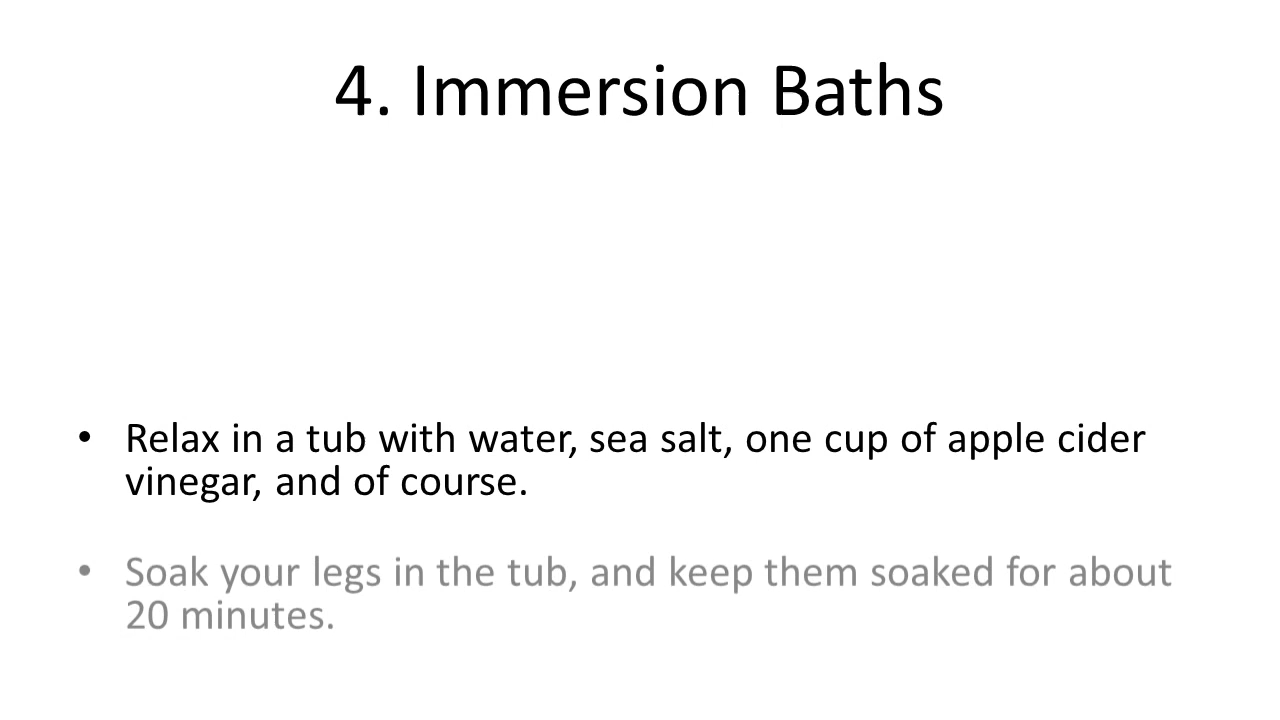 4. Immersion Baths
• Relax in a tub with water, sea salt, one cup of apple cider
vinegar, and of course.
• Soak your legs in the tub, and keep them soaked for about
20 minutes.